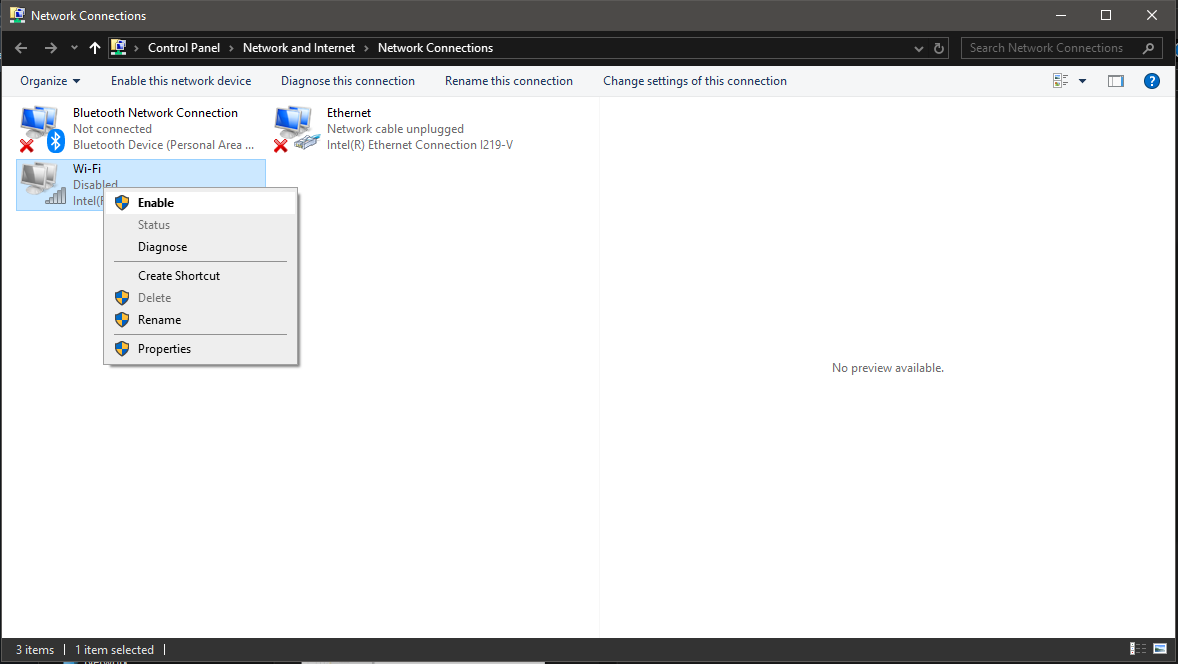 Network Connections
Control Panel > Network and Internet > Network Connections
Search Network Connections
Organize
Enable this network device
Diagnose this connection
Rename this connection
Change settings of this connection
Bluetooth Network Connection
Not connected
Bluetooth Device (Personal Area ...
Ethernet
Network cable unplugged
Intel(R) Ethernet Connection I219-V
Wi-Fi
Disabled
Enable
Status
Diagnose
Create Shortcut
Delete
Rename
Properties
No preview available.
3 items
1 item selected